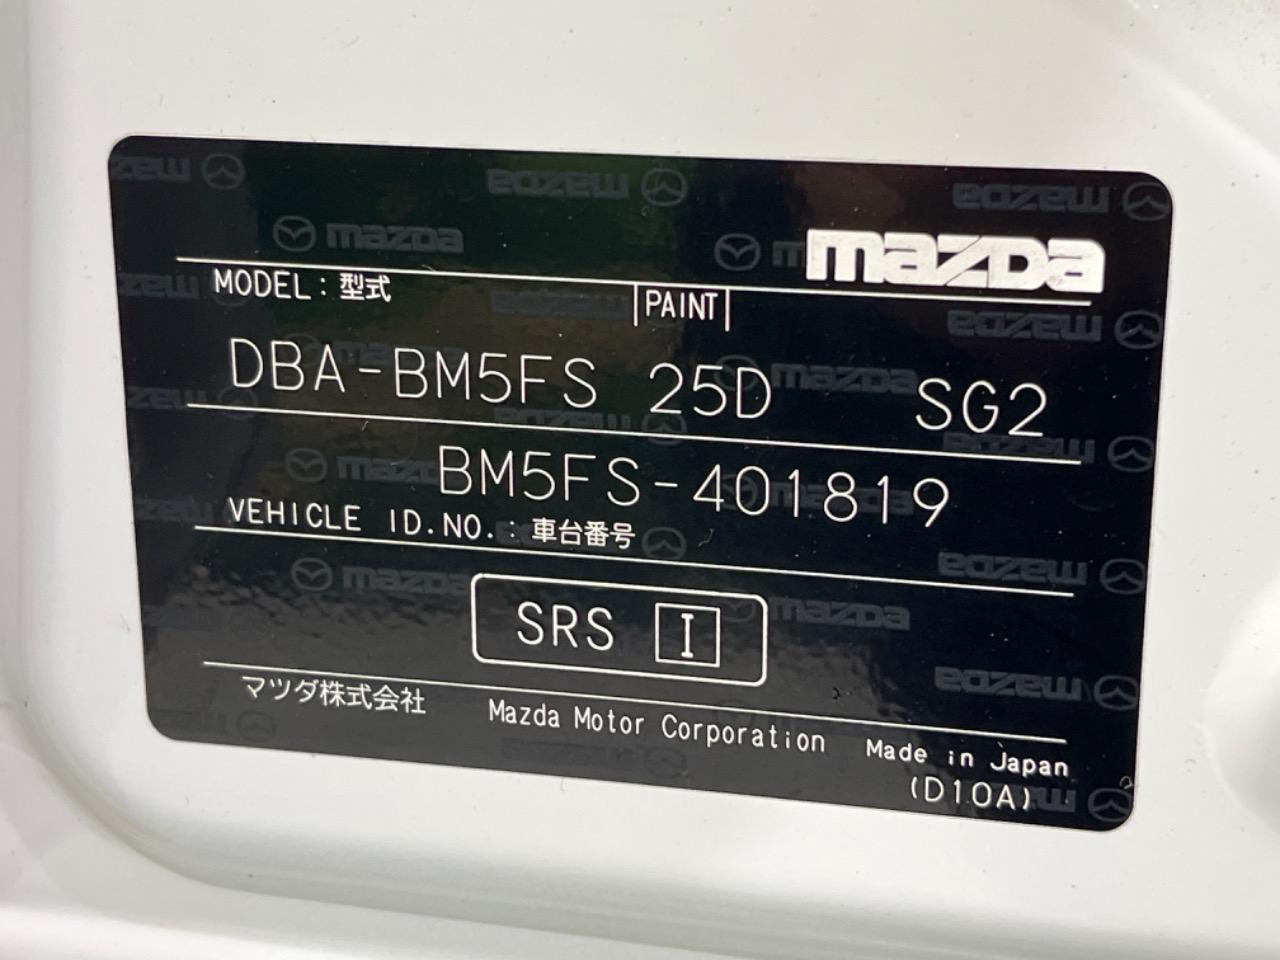 mazda
MODEL : 型式 PAINT
DBA-BM5FS 25D SG2
BM5FS-401819
VEHICLE ID.NO. : 車台番号
SRS I
マツダ株式会社 Mazda Motor Corporation Made in Japan
(D10A)